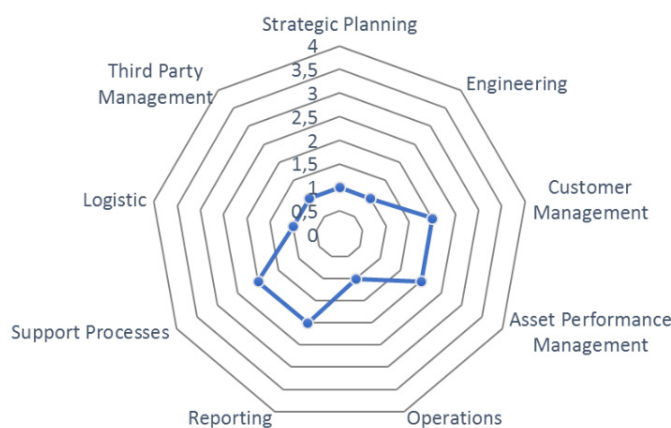 Strategic Planning
4
3,5
3
2,5
2
1,5
1
0,5
0
Engineering
Customer
Management
Asset Performance
Management
Operations
Reporting
Support Processes
Logistic
Third Party
Management